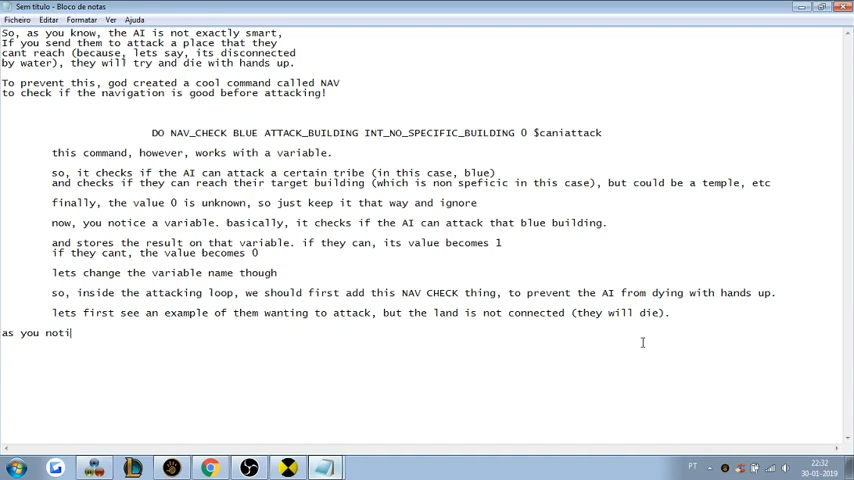 Sem título - Bloco de notas
Ficheiro Editar Formatar Ver Ajuda
So, as you know, the AI is not exactly smart,
If you send them to attack a place that they
cant reach (because, lets say, its disconnected
by water), they will try and die with hands up.
To prevent this, god created a cool command called NAV
to check if the navigation is good before attacking!
DO NAV_CHECK BLUE ATTACK_BUILDING INT_NO_SPECIFIC_BUILDING 0 $caniattack
this command, however, works with a variable.
so, it checks if the AI can attack a certain tribe (in this case, blue)
and checks if they can reach their target building (which is non speficic in this case), but could be a temple, etc
finally, the value 0 is unknown, so just keep it that way and ignore
now, you notice a variable. basically, it checks if the AI can attack that blue building.
and stores the result on that variable. if they can, its value becomes 1
if they cant, the value becomes 0
lets change the variable name though
so, inside the attacking loop, we should first add this NAV CHECK thing, to prevent the AI from dying with hands up.
lets first see an example of them wanting to attack, but the land is not connected (they will die).
as you noti
PT
22:32
30-01-2019